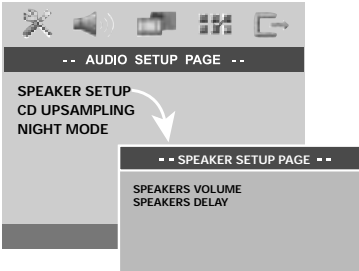 -- AUDIO SETUP PAGE --
SPEAKER SETUP
CD UPSAMPLING
NIGHT MODE
-- SPEAKER SETUP PAGE --
SPEAKERS VOLUME
SPEAKERS DELAY